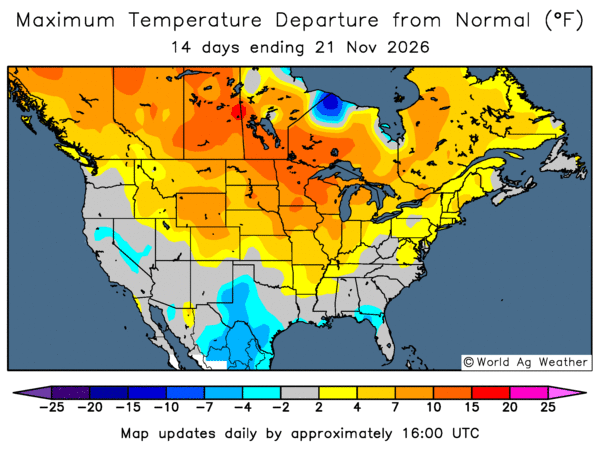 Maximum Temperature Departure from Normal (°F)
14 days ending 21 Nov 2026
© World Ag Weather
−25 −20 −15 −10 −7 −4 −2 2 4 7 10 15 20 25
Map updates daily by approximately 16:00 UTC